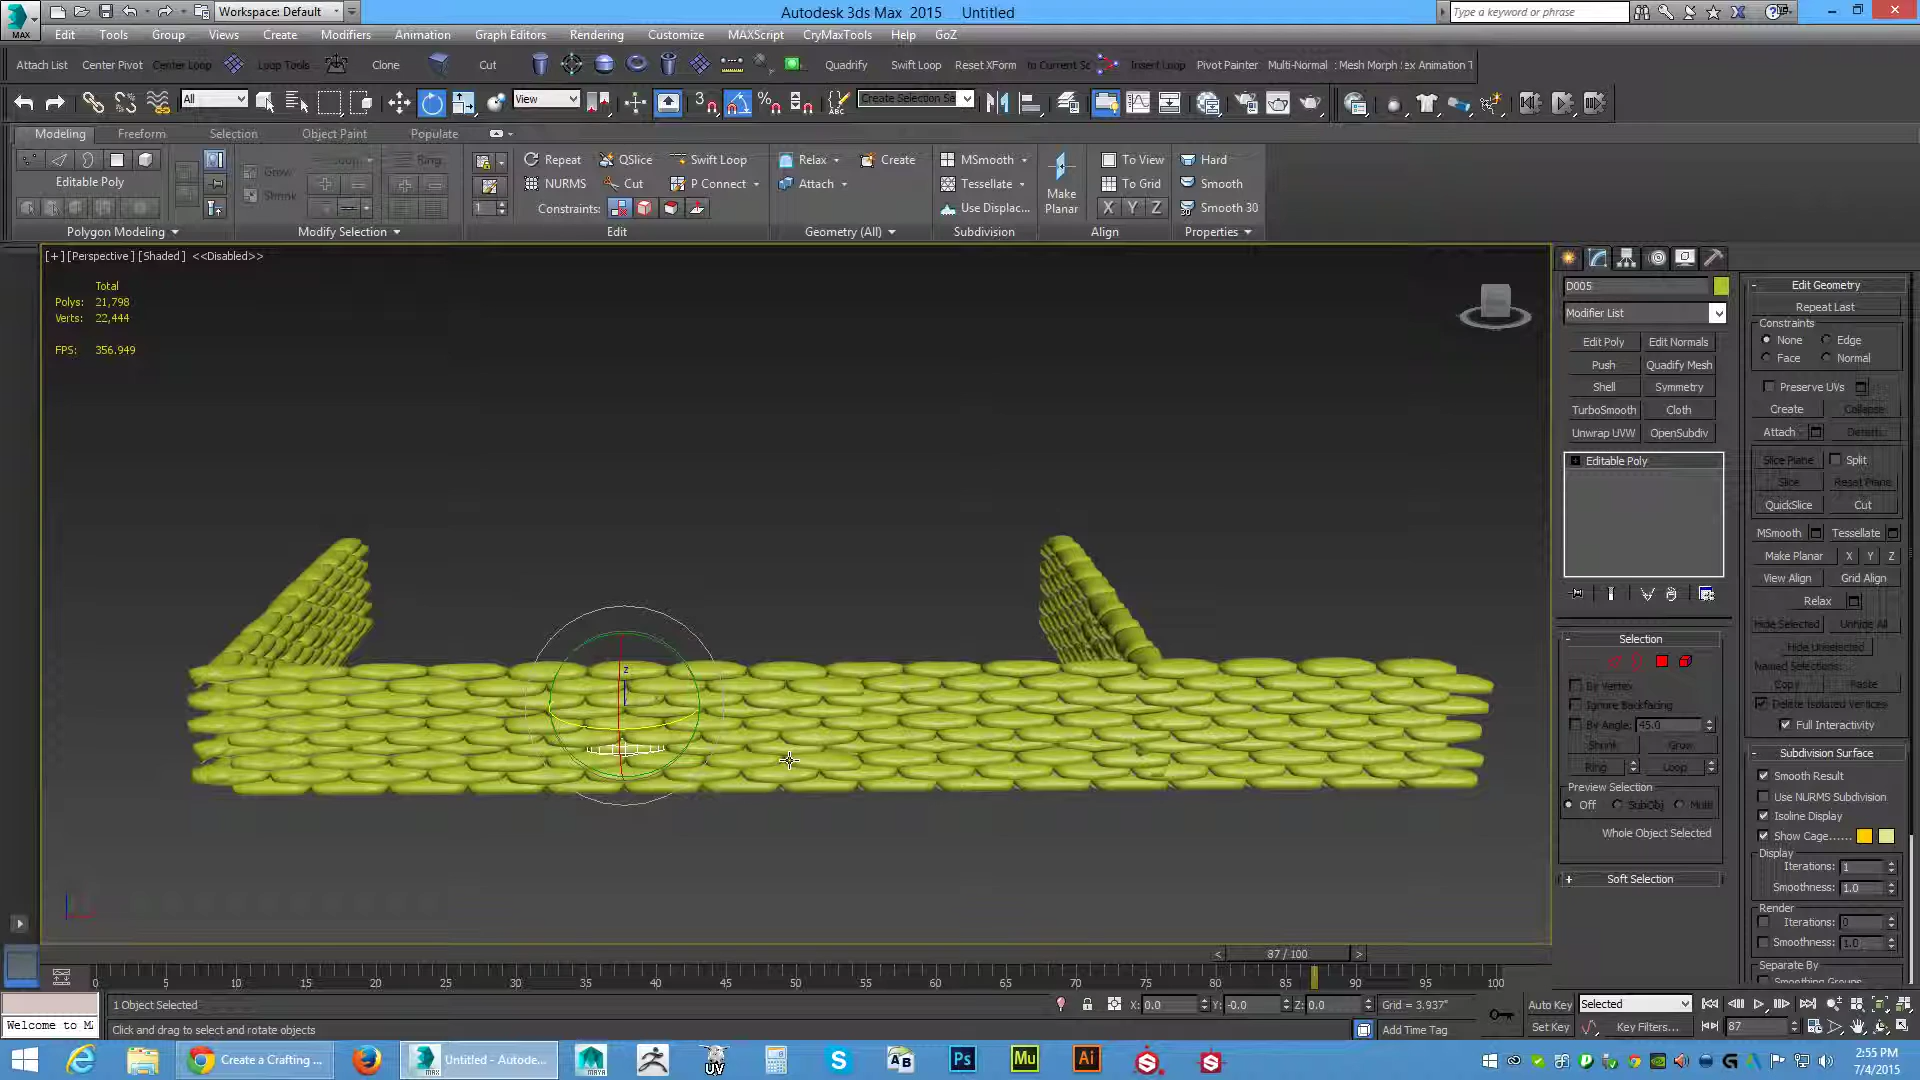 MAX
Workspace: Default
Autodesk 3ds Max 2015 Untitled
Type a keyword or phrase
Edit Tools Group Views Create Modifiers Animation Graph Editors Rendering Customize MAXScript CryMaxTools Help GoZ
Attach List Center Pivot Center Loop Loop Tools Clone Cut Quadrify Swift Loop Reset XForm to Current Sc Insert Loop Pivot Painter Multi-Normal : Mesh Morph
All View Create Selection Se
Modeling Freeform Selection Object Paint Populate
Repeat QSlice Swift Loop Relax Create MSmooth To View Hard
Editable Poly Grow NURMS Cut P Connect Attach Tessellate Make Planar To Grid Smooth
Shrink 1 Constraints: Use Displac... X Y Z Smooth 30
Polygon Modeling Modify Selection Edit Geometry (All) Subdivision Align Properties
[+] [Perspective] [Shaded] <<Disabled>>
Total
Polys: 21,798
Verts: 22,444
FPS: 356.949
z
D005
Modifier List
Edit Poly Edit Normals
Push Quadify Mesh
Shell Symmetry
TurboSmooth Cloth
Unwrap UVW OpenSubdiv
Editable Poly
Selection
By Vertex
Ignore Backfacing
By Angle: 45.0
Shrink Grow
Ring Loop
Preview Selection
Off SubObj Multi
Whole Object Selected
Soft Selection
Edit Geometry
Repeat Last
Constraints
None Edge
Face Normal
Preserve UVs
Create Collapse
Attach Detach
Slice Plane Split
Slice Reset Plane
QuickSlice Cut
MSmooth Tessellate
Make Planar X Y Z
View Align Grid Align
Relax
Hide Selected Unhide All
Hide Unselected
Named Selections:
Copy Paste
Delete Isolated Vertices
Full Interactivity
Subdivision Surface
Smooth Result
Use NURMS Subdivision
Isoline Display
Show Cage......
Display
Iterations: 1
Smoothness: 1.0
Render
Iterations: 0
Smoothness: 1.0
Separate By
Smoothing Groups
< 87 / 100 >
0 5 10 15 20 25 30 35 40 45 50 55 60 65 70 75 80 85 90 95 100
1 Object Selected X: 0.0 Y: -0.0 Z: 0.0 Grid = 3.937" Auto Key Selected
Welcome to M Click and drag to select and rotate objects Add Time Tag Set Key Key Filters... 87
Create a Crafting ... Untitled - Autode... UV Ps Mu Ai
2:55 PM
7/4/2015